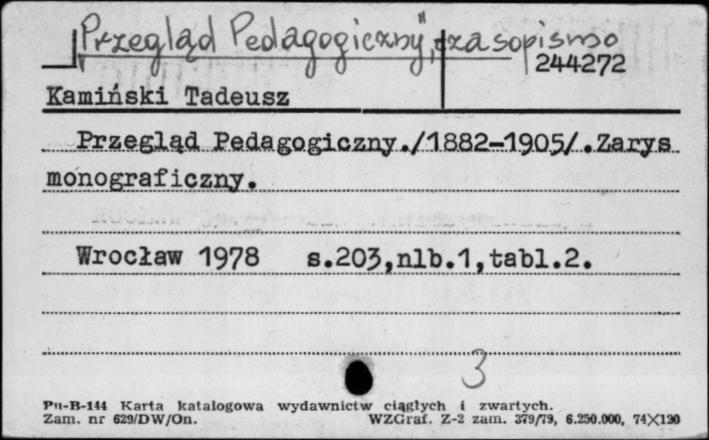 „Przegląd Pedagogiczny", czasopismo
244272
Kamiński Tadeusz
Przegląd Pedagogiczny./1882-1905/.Zarys
monograficzny.
Wrocław 1978 s.203,nlb.1,tabl.2.
3
Pu-B-144 Karta katalogowa wydawnictw ciągłych i zwartych.
Zam. nr 629/DW/On. WZGraf. Z-2 zam. 379/79, 6.250.000, 74X120